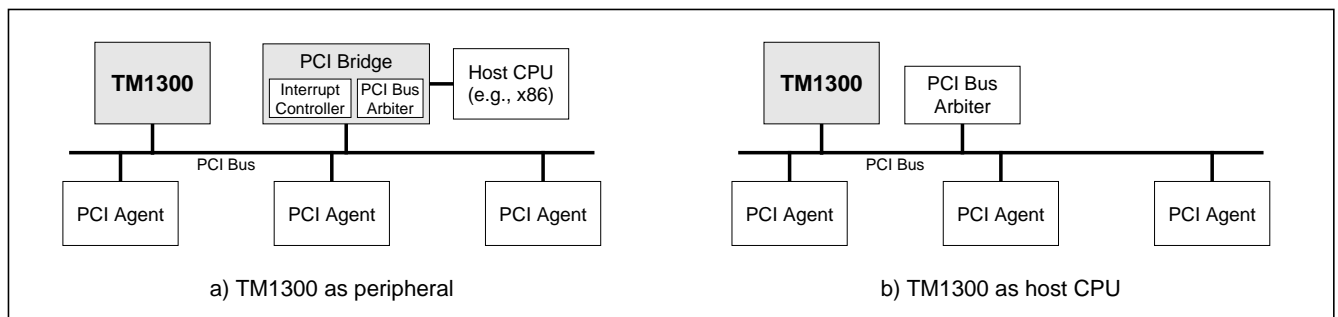 TM1300
PCI Bridge
Interrupt
Controller
PCI Bus
Arbiter
Host CPU
(e.g., x86)
PCI Bus
PCI Agent
PCI Agent
PCI Agent
a) TM1300 as peripheral
TM1300
PCI Bus
Arbiter
PCI Bus
PCI Agent
PCI Agent
PCI Agent
b) TM1300 as host CPU